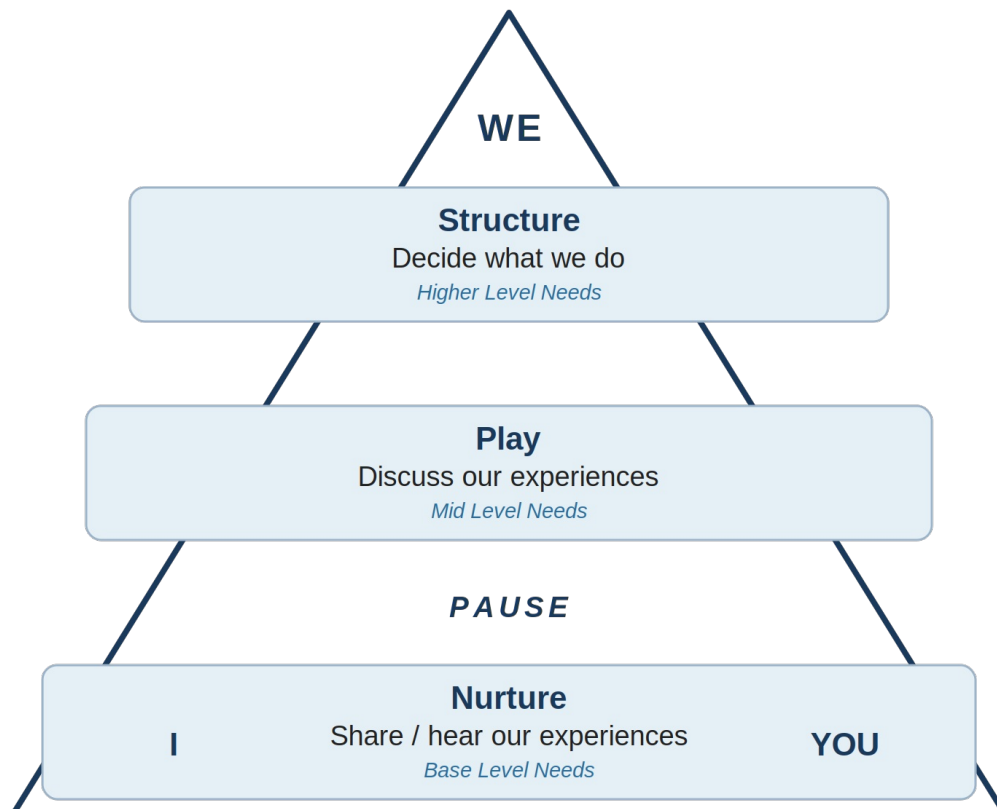 WE
Structure
Decide what we do
Higher Level Needs
Play
Discuss our experiences
Mid Level Needs
PAUSE
Nurture
Share / hear our experiences
I
YOU
Base Level Needs